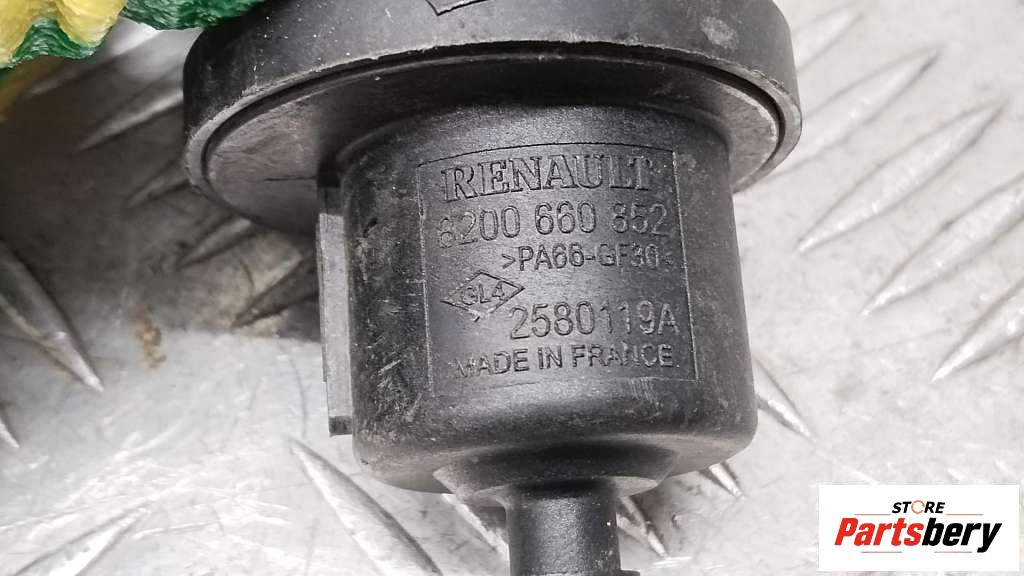 RENAULT
8200 660 852
>PA66-GF30<
GL4
2580119A
MADE IN FRANCE.
STORE
Partsbery